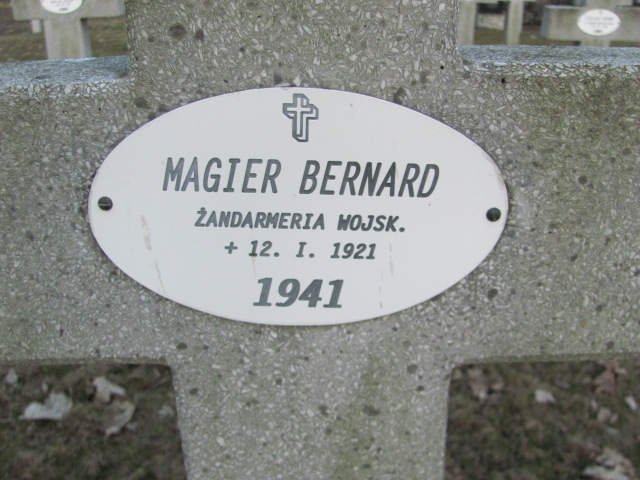 MAGIER BERNARD
ŻANDARMERIA WOJSK.
+ 12. I. 1921
1941